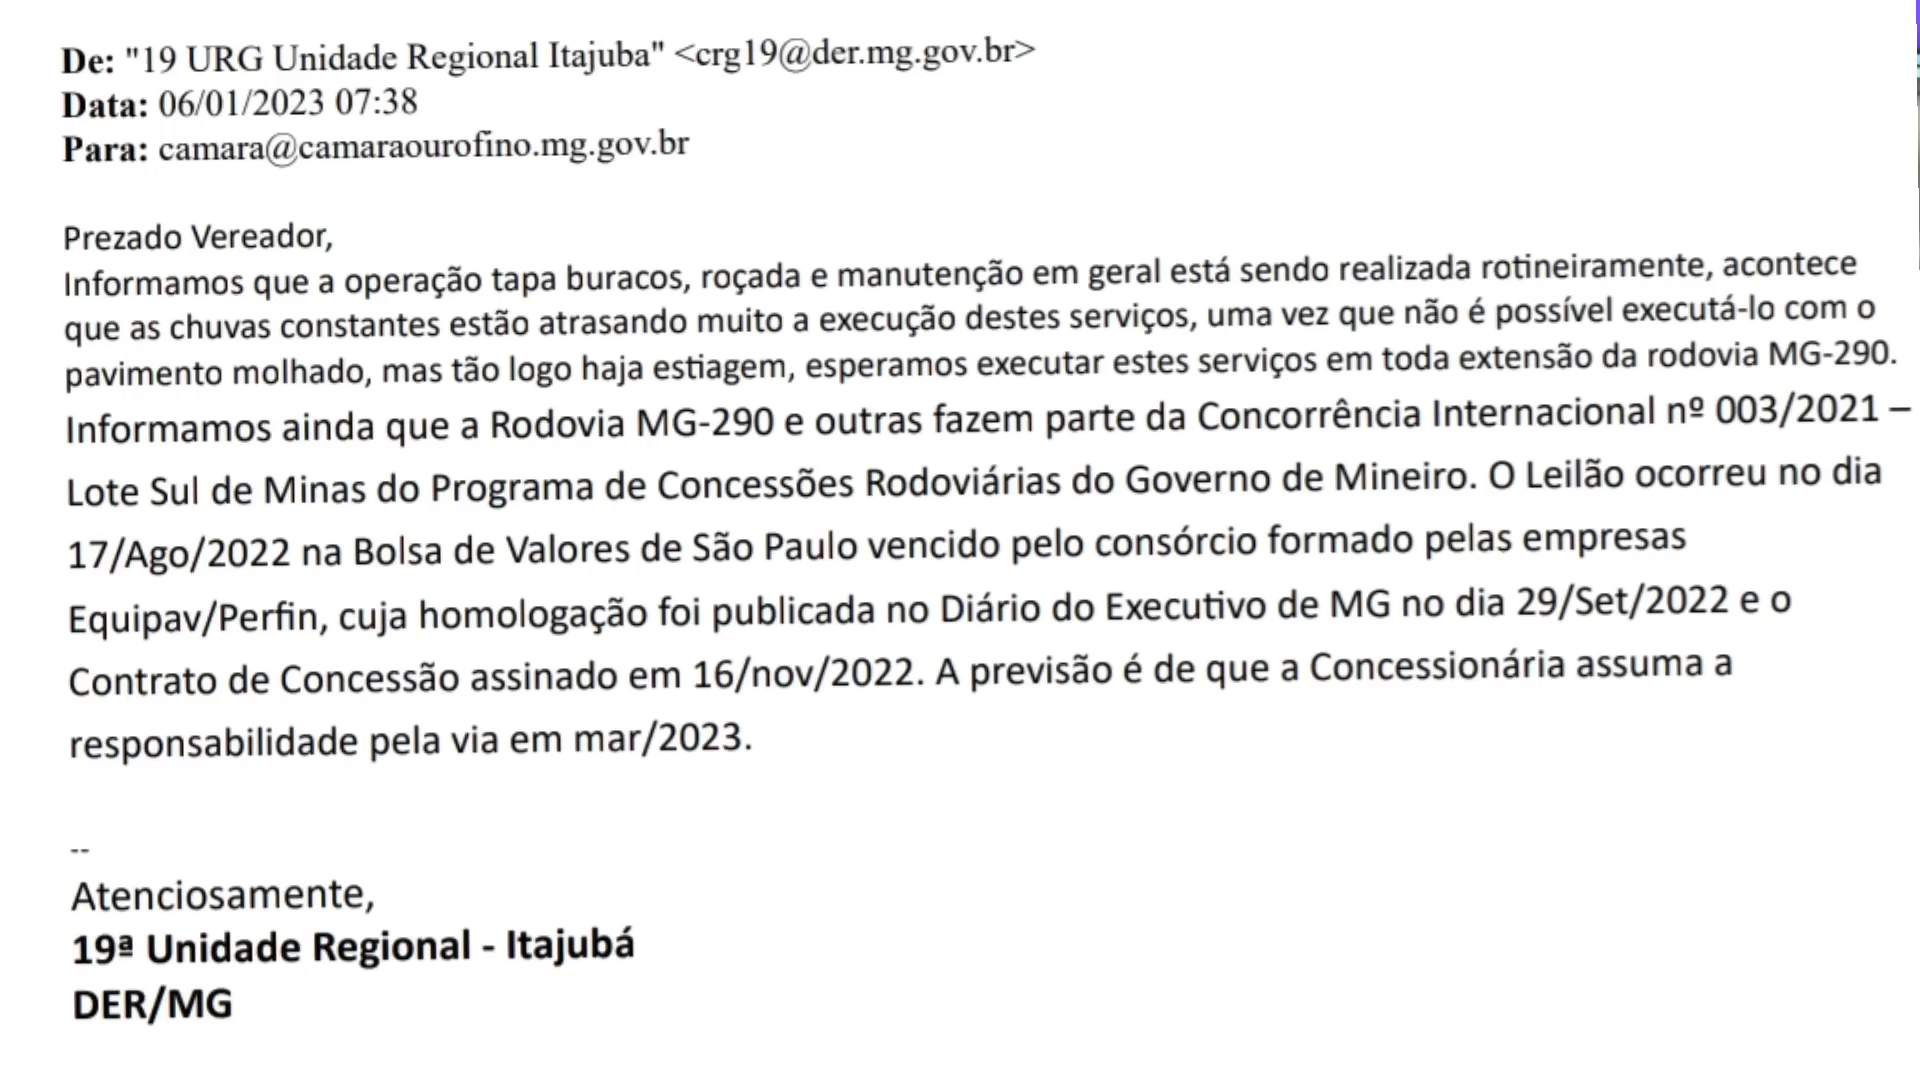 De: "19 URG Unidade Regional Itajuba" <crg19@der.mg.gov.br>
Data: 06/01/2023 07:38
Para: camara@camaraourofino.mg.gov.br
Prezado Vereador,
Informamos que a operação tapa buracos, roçada e manutenção em geral está sendo realizada rotineiramente, acontece
que as chuvas constantes estão atrasando muito a execução destes serviços, uma vez que não é possível executá-lo com o
pavimento molhado, mas tão logo haja estiagem, esperamos executar estes serviços em toda extensão da rodovia MG-290.
Informamos ainda que a Rodovia MG-290 e outras fazem parte da Concorrência Internacional nº 003/2021 –
Lote Sul de Minas do Programa de Concessões Rodoviárias do Governo de Mineiro. O Leilão ocorreu no dia
17/Ago/2022 na Bolsa de Valores de São Paulo vencido pelo consórcio formado pelas empresas
Equipav/Perfin, cuja homologação foi publicada no Diário do Executivo de MG no dia 29/Set/2022 e o
Contrato de Concessão assinado em 16/nov/2022. A previsão é de que a Concessionária assuma a
responsabilidade pela via em mar/2023.
--
Atenciosamente,
19ª Unidade Regional - Itajubá
DER/MG